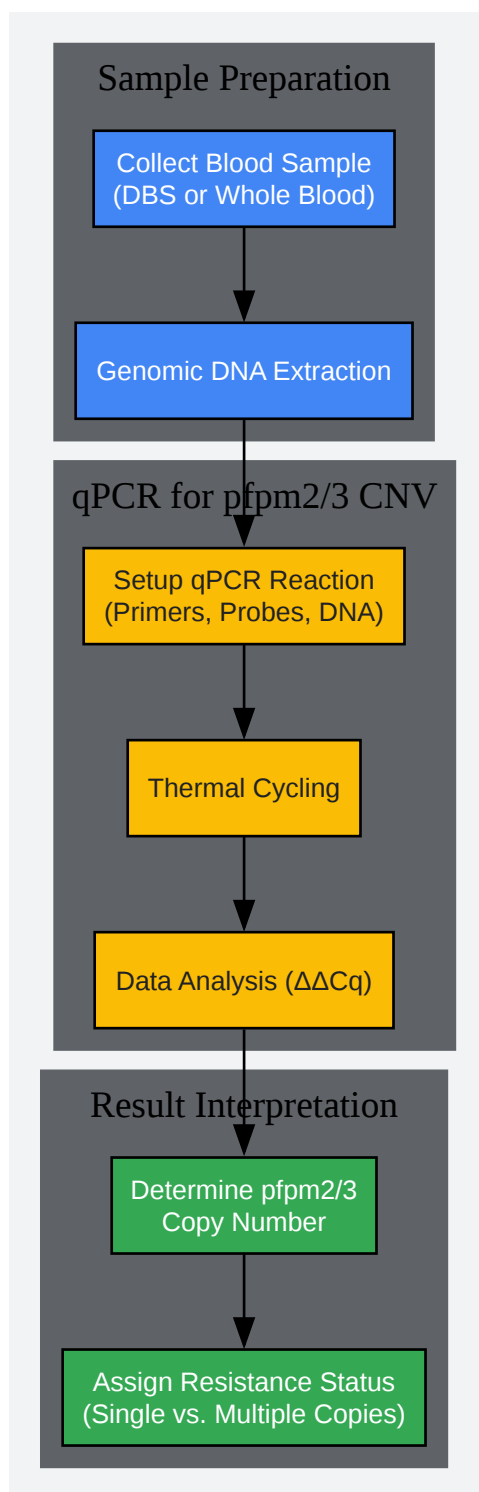 Sample Preparation
Collect Blood Sample
(DBS or Whole Blood)
Genomic DNA Extraction
qPCR for pfpm2/3 CNV
Setup qPCR Reaction
(Primers, Probes, DNA)
Thermal Cycling
Data Analysis (ΔΔCq)
Result Interpretation
Determine pfpm2/3
Copy Number
Assign Resistance Status
(Single vs. Multiple Copies)